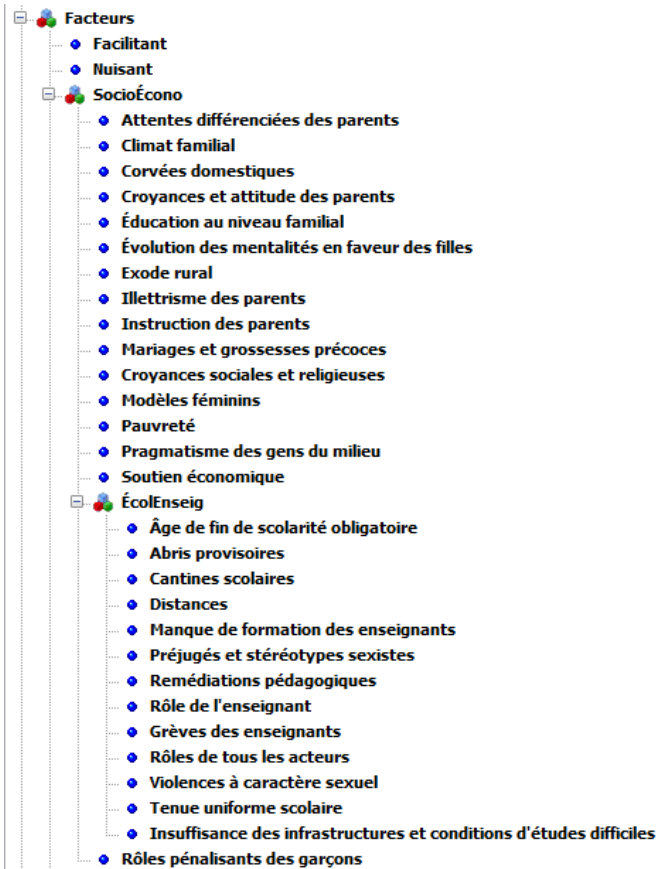 Facteurs
Facilitant
Nuisant
SocioÉcono
Attentes différenciées des parents
Climat familial
Corvées domestiques
Croyances et attitude des parents
Éducation au niveau familial
Évolution des mentalités en faveur des filles
Exode rural
Illettrisme des parents
Instruction des parents
Mariages et grossesses précoces
Croyances sociales et religieuses
Modèles féminins
Pauvreté
Pragmatisme des gens du milieu
Soutien économique
ÉcolEnseig
Âge de fin de scolarité obligatoire
Abris provisoires
Cantines scolaires
Distances
Manque de formation des enseignants
Préjugés et stéréotypes sexistes
Remédiations pédagogiques
Rôle de l'enseignant
Grèves des enseignants
Rôles de tous les acteurs
Violences à caractère sexuel
Tenue uniforme scolaire
Insuffisance des infrastructures et conditions d'études difficiles
Rôles pénalisants des garçons